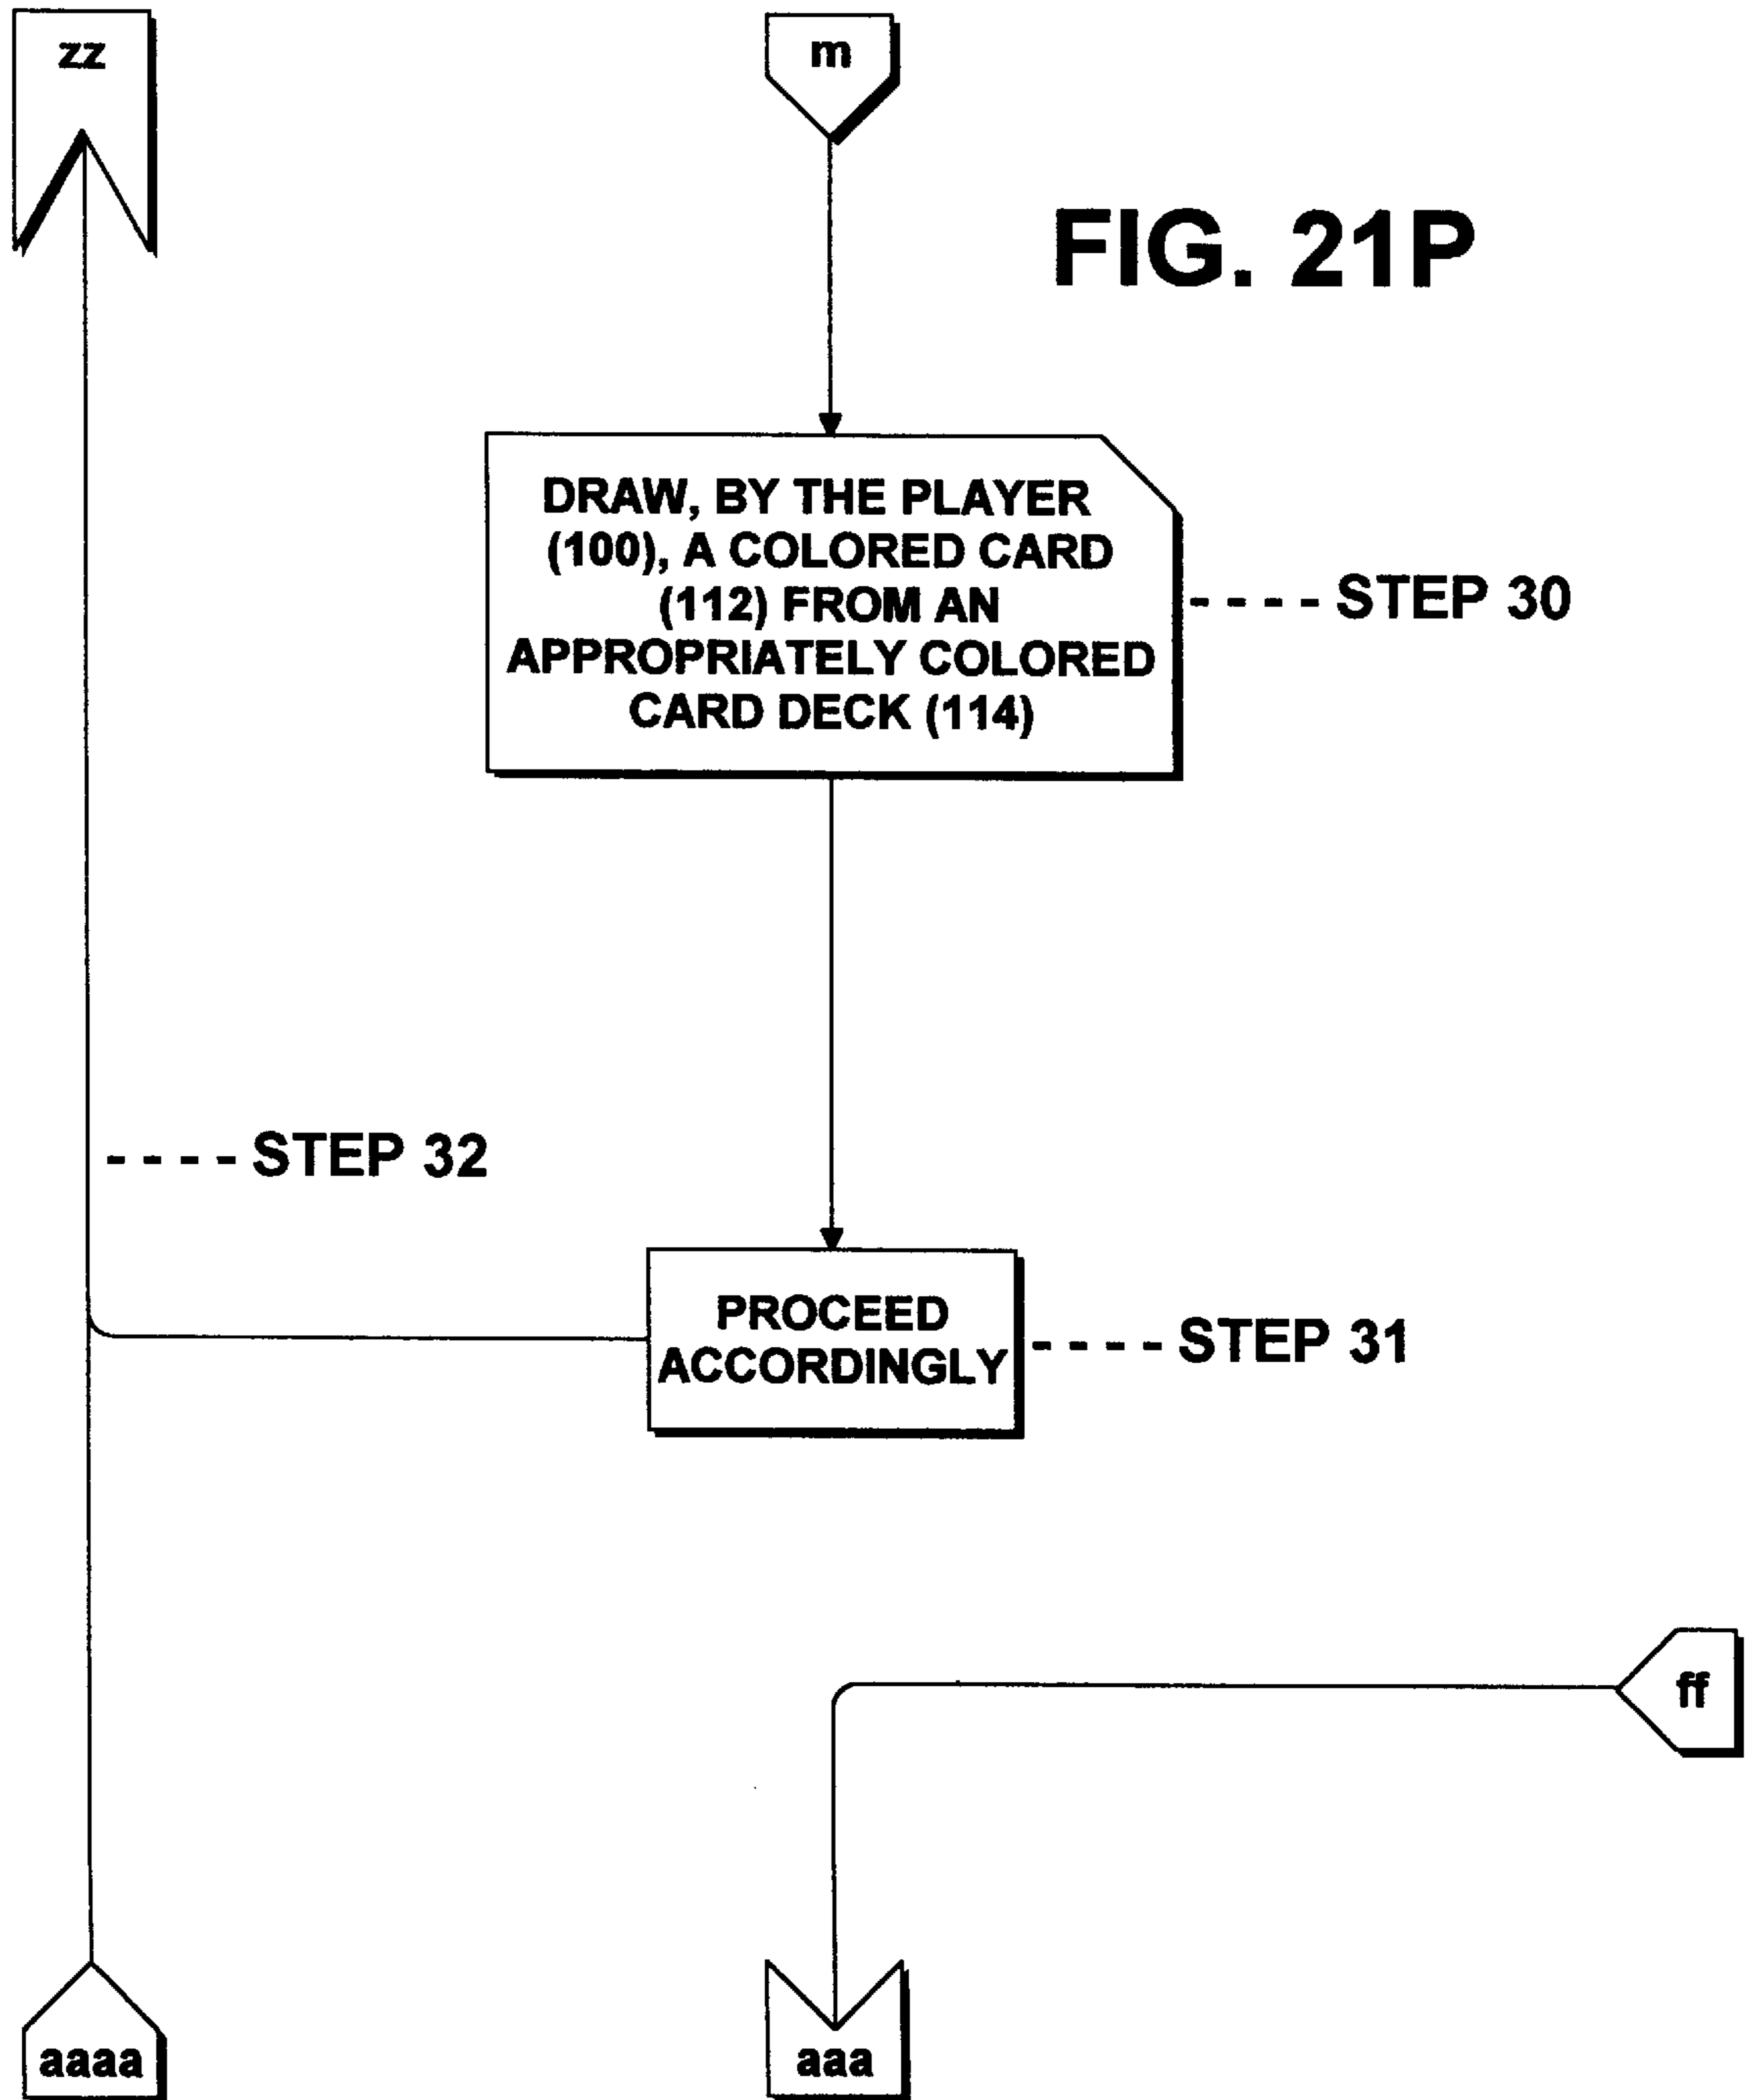 zz
m
FIG. 21P
DRAW, BY THE PLAYER
(100), A COLORED CARD
(112) FROM AN
APPROPRIATELY COLORED
CARD DECK (114)
- - - - STEP 30
- - - - STEP 32
PROCEED
ACCORDINGLY
- - - - STEP 31
ff
aaaa
aaa